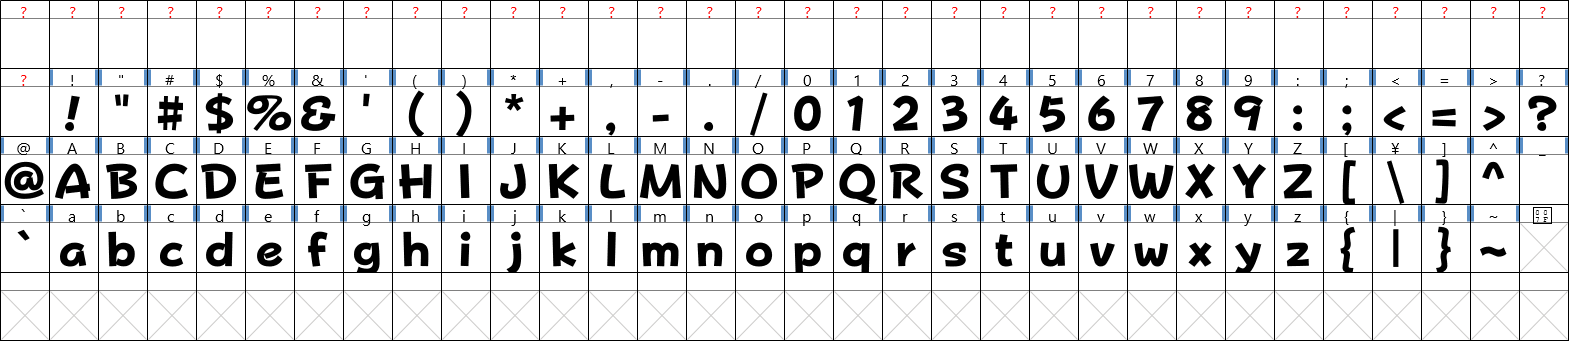 ? ? ? ? ? ? ? ? ? ? ? ? ? ? ? ? ? ? ? ? ? ? ? ? ? ? ? ? ? ? ? ?
? ! " # $ % & ' ( ) * + , - . / 0 1 2 3 4 5 6 7 8 9 : ; < = > ?
! " # $ % & ' ( ) * + , - . / 0 1 2 3 4 5 6 7 8 9 : ; < = > ?
@ A B C D E F G H I J K L M N O P Q R S T U V W X Y Z [ ¥ ] ^ _
@ A B C D E F G H I J K L M N O P Q R S T U V W X Y Z [ \ ] ^
` a b c d e f g h i j k l m n o p q r s t u v w x y z { | } ~ 007F
` a b c d e f g h i j k l m n o p q r s t u v w x y z { | } ~